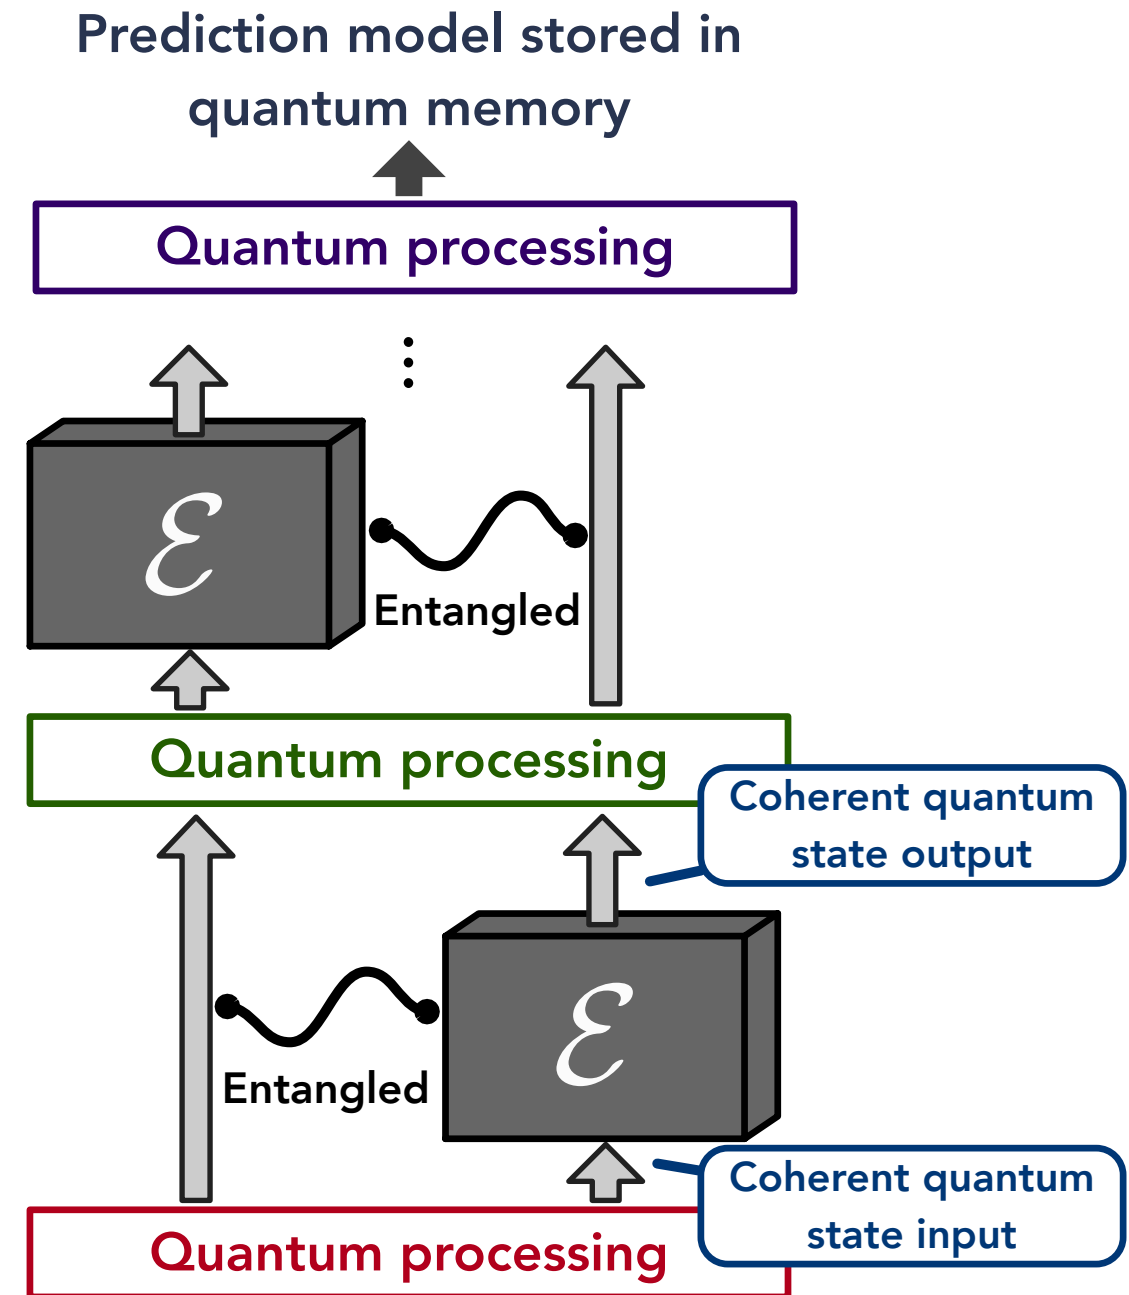 Prediction model stored in
quantum memory
Quantum processing
⋮
ℰ
Entangled
Quantum processing
Coherent quantum
state output
ℰ
Entangled
Coherent quantum
state input
Quantum processing